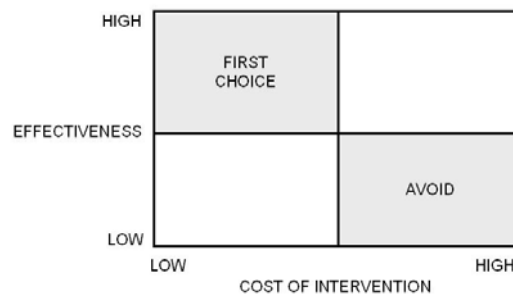 HIGH
FIRST
CHOICE
EFFECTIVENESS
AVOID
LOW
LOW
HIGH
COST OF INTERVENTION